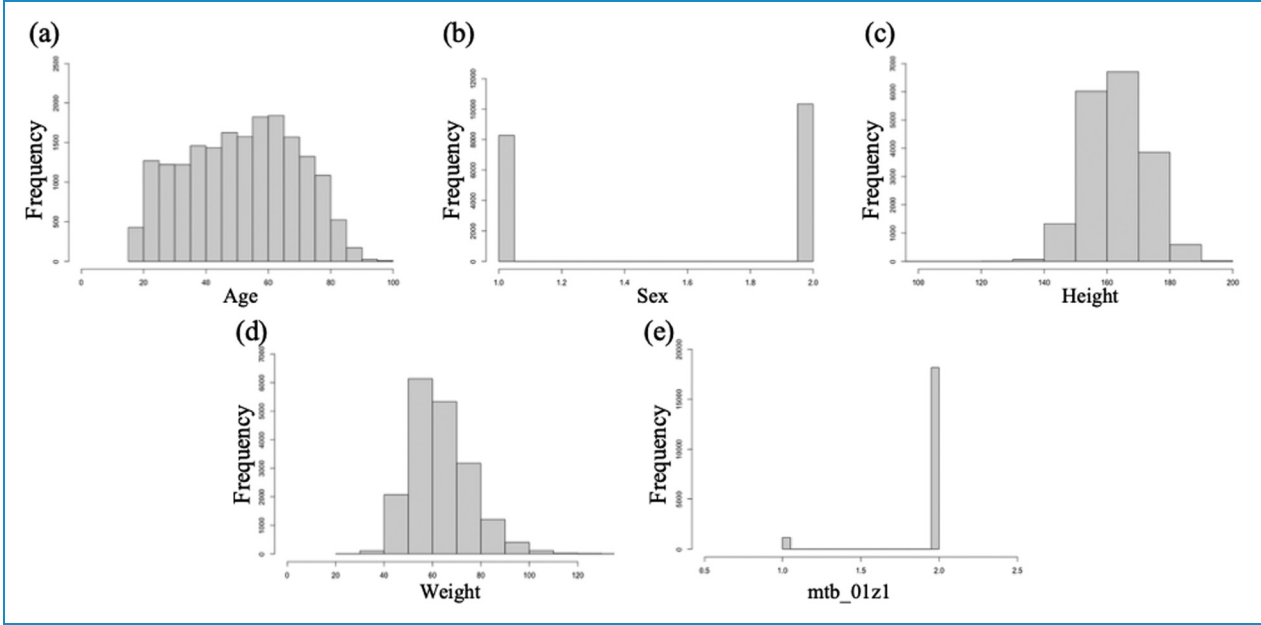 (a)
Frequency
2500
2000
1500
1000
500
0
0 20 40 60 80 100
Age
(b)
Frequency
12000
10000
8000
6000
4000
2000
0
1.0 1.2 1.4 1.6 1.8 2.0
Sex
(c)
Frequency
7000
6000
5000
4000
3000
2000
1000
0
100 120 140 160 180 200
Height
(d)
Frequency
7000
6000
5000
4000
3000
2000
1000
0
0 20 40 60 80 100 120
Weight
(e)
Frequency
20000
15000
10000
5000
0
0.5 1.0 1.5 2.0 2.5
mtb_01z1